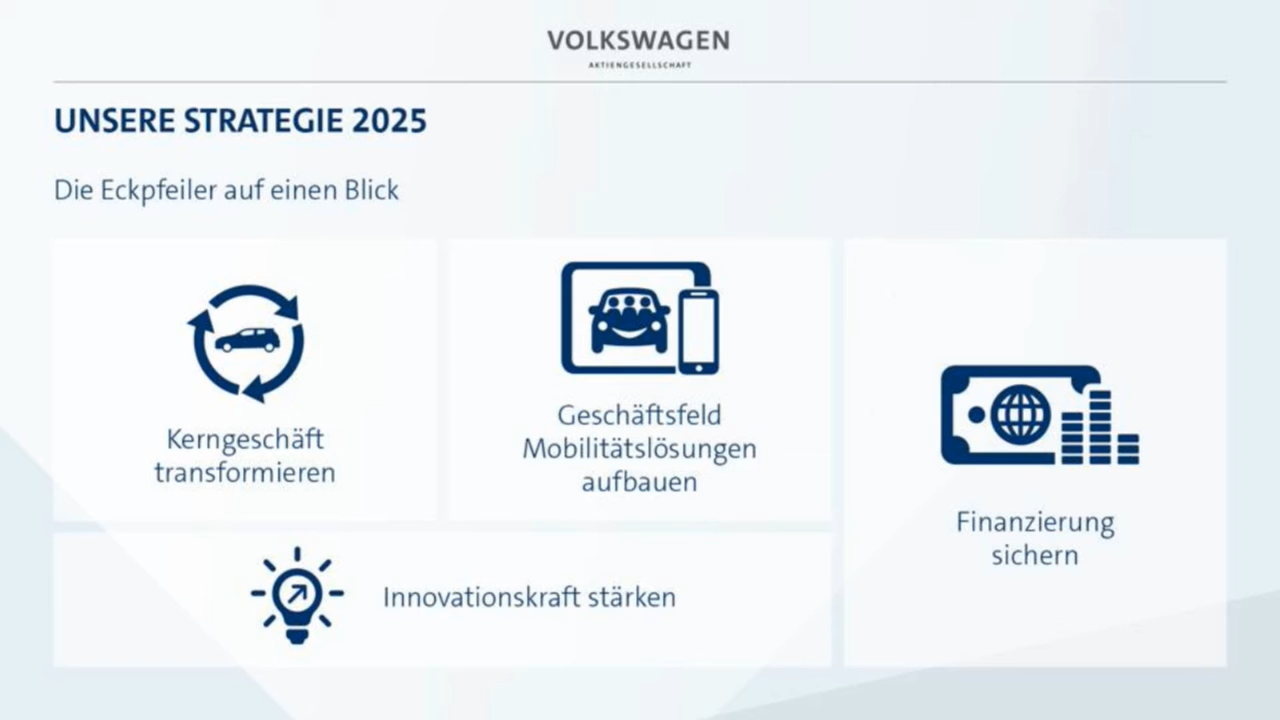 VOLKSWAGEN
AKTIENGESELLSCHAFT
UNSERE STRATEGIE 2025
Die Eckpfeiler auf einen Blick
Kerngeschäft
transformieren
Geschäftsfeld
Mobilitätslösungen
aufbauen
Innovationskraft stärken
Finanzierung
sichern